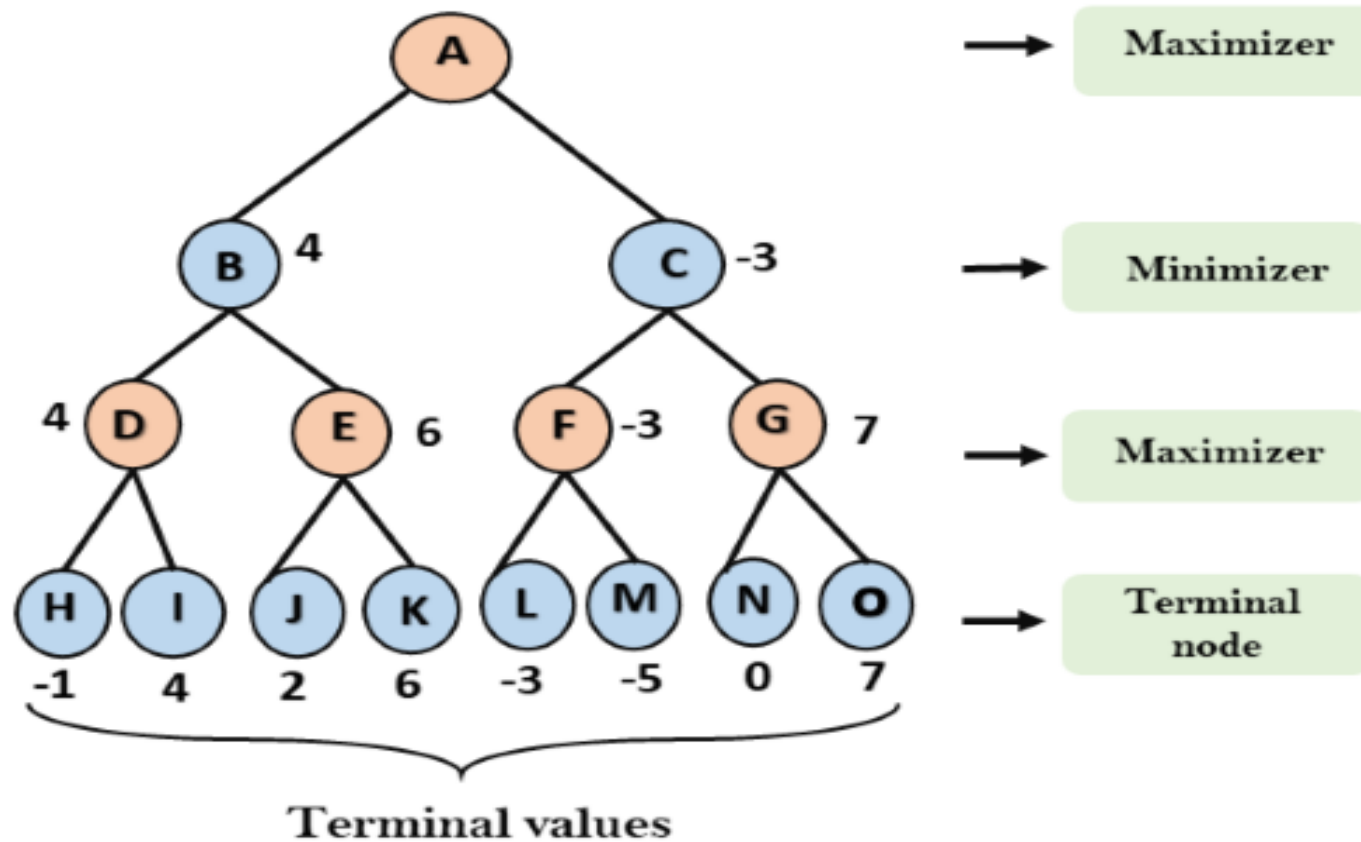 A
Maximizer
B
4
C
-3
Minimizer
4
D
E
6
F
-3
G
7
Maximizer
H
I
J
K
L
M
N
O
Terminal
node
-1
4
2
6
-3
-5
0
7
Terminal values